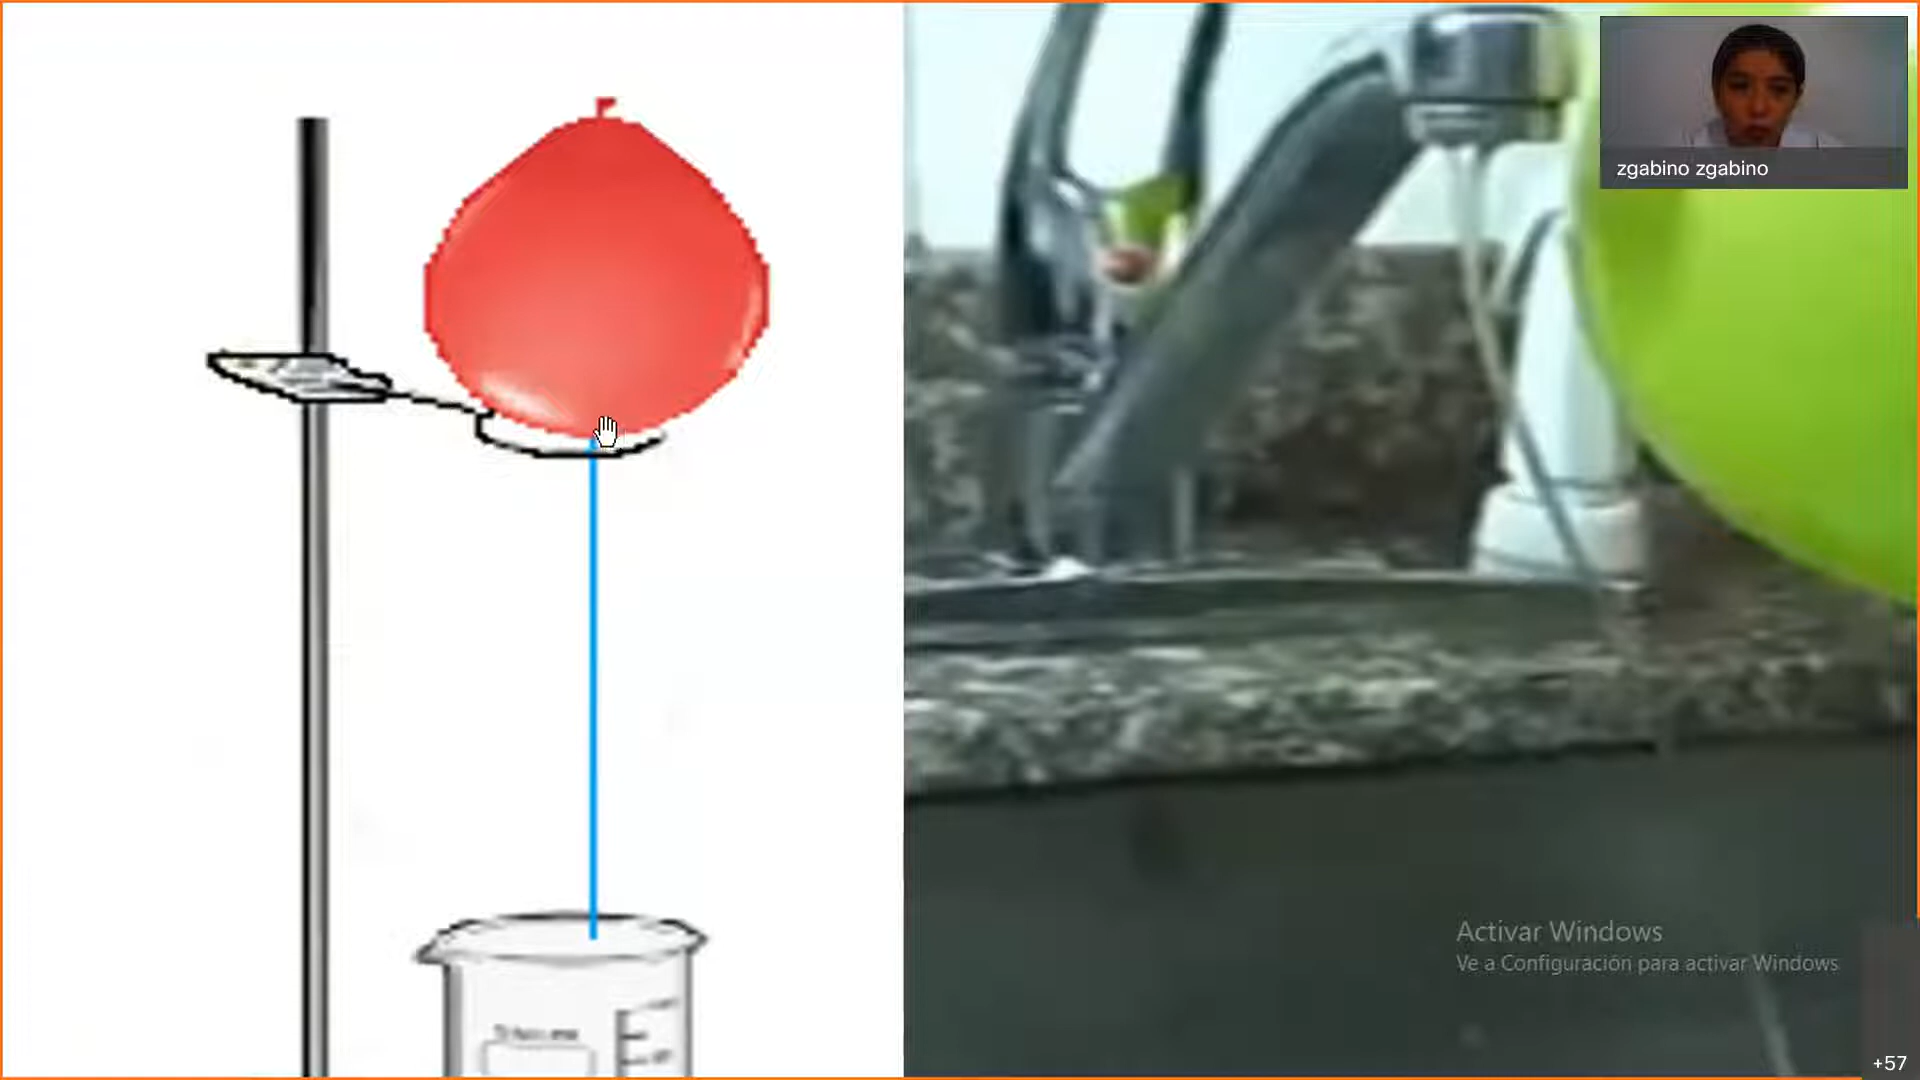 zgabino zgabino
Activar Windows
Ve a Configuración para activar Windows
+57